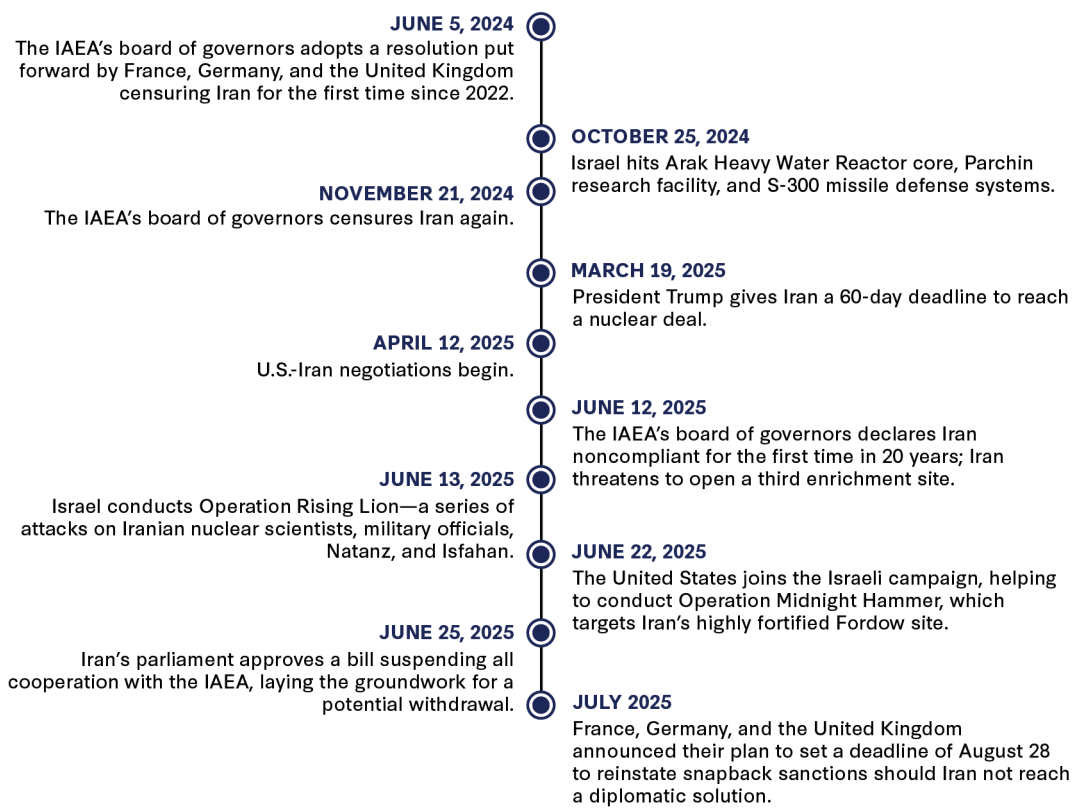 JUNE 5, 2024
The IAEA’s board of governors adopts a resolution put
forward by France, Germany, and the United Kingdom
censuring Iran for the first time since 2022.
OCTOBER 25, 2024
Israel hits Arak Heavy Water Reactor core, Parchin
research facility, and S-300 missile defense systems.
NOVEMBER 21, 2024
The IAEA’s board of governors censures Iran again.
MARCH 19, 2025
President Trump gives Iran a 60-day deadline to reach
a nuclear deal.
APRIL 12, 2025
U.S.-Iran negotiations begin.
JUNE 12, 2025
The IAEA’s board of governors declares Iran
noncompliant for the first time in 20 years; Iran
threatens to open a third enrichment site.
JUNE 13, 2025
Israel conducts Operation Rising Lion—a series of
attacks on Iranian nuclear scientists, military officials,
Natanz, and Isfahan.
JUNE 22, 2025
The United States joins the Israeli campaign, helping
to conduct Operation Midnight Hammer, which
targets Iran’s highly fortified Fordow site.
JUNE 25, 2025
Iran’s parliament approves a bill suspending all
cooperation with the IAEA, laying the groundwork for a
potential withdrawal.
JULY 2025
France, Germany, and the United Kingdom
announced their plan to set a deadline of August 28
to reinstate snapback sanctions should Iran not reach
a diplomatic solution.